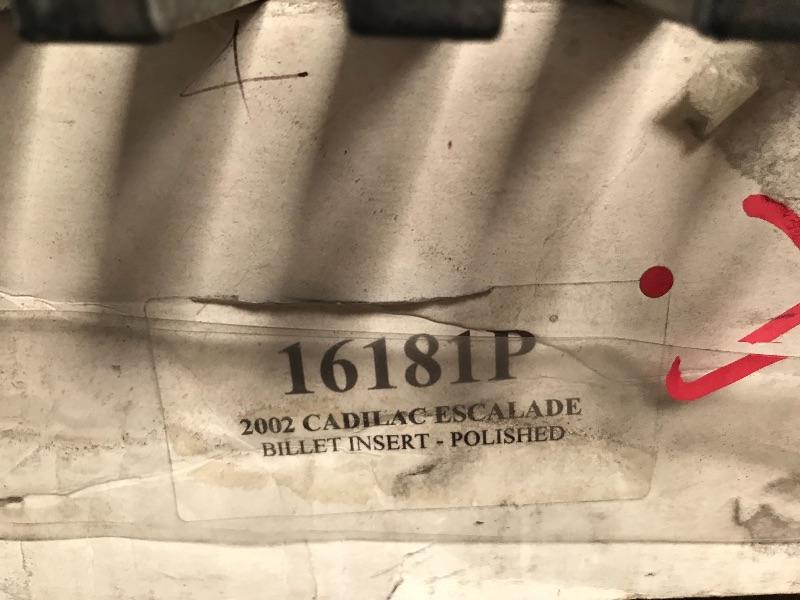 16181P
2002 CADILAC ESCALADE
BILLET INSERT - POLISHED